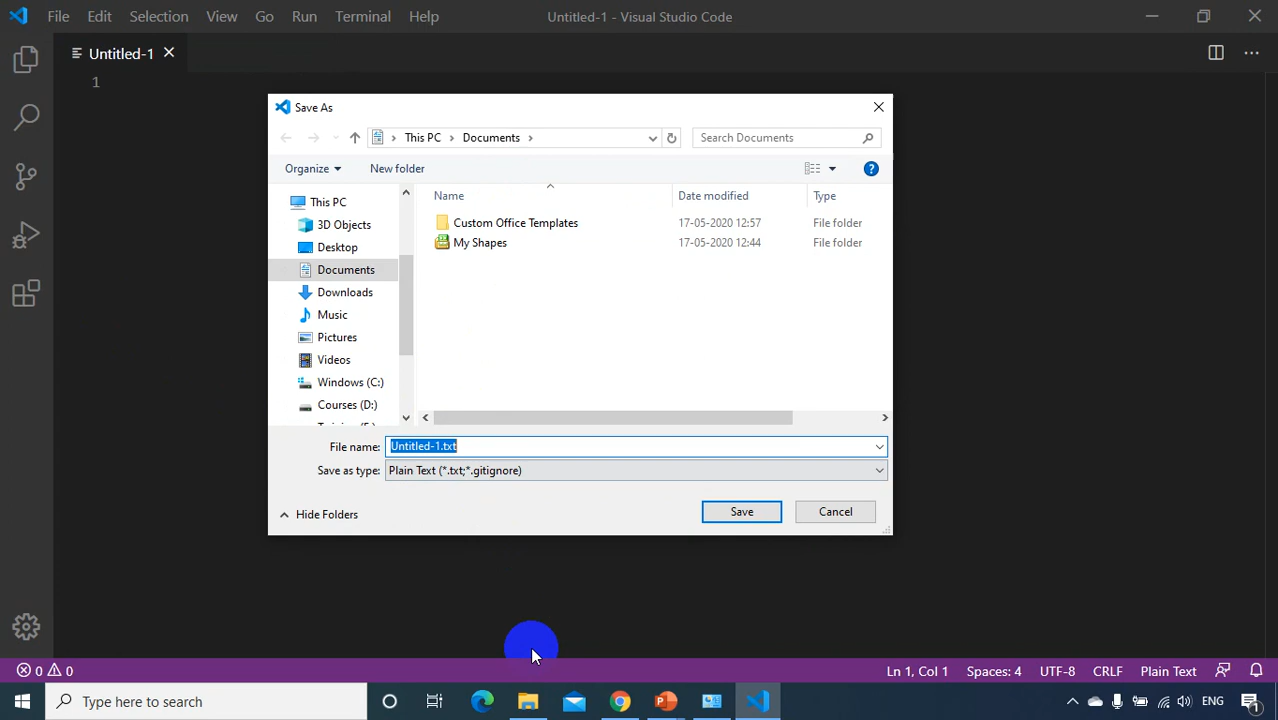 File Edit Selection View Go Run Terminal Help Untitled-1 - Visual Studio Code
Untitled-1
1
Save As
This PC Documents Search Documents
Organize New folder
Name Date modified Type
This PC
3D Objects Custom Office Templates 17-05-2020 12:57 File folder
Desktop My Shapes 17-05-2020 12:44 File folder
Documents
Downloads
Music
Pictures
Videos
Windows (C:)
Courses (D:)
File name: Untitled-1.txt
Save as type: Plain Text (*.txt;*.gitignore)
Hide Folders Save Cancel
0 0 Ln 1, Col 1 Spaces: 4 UTF-8 CRLF Plain Text
Type here to search ENG 1